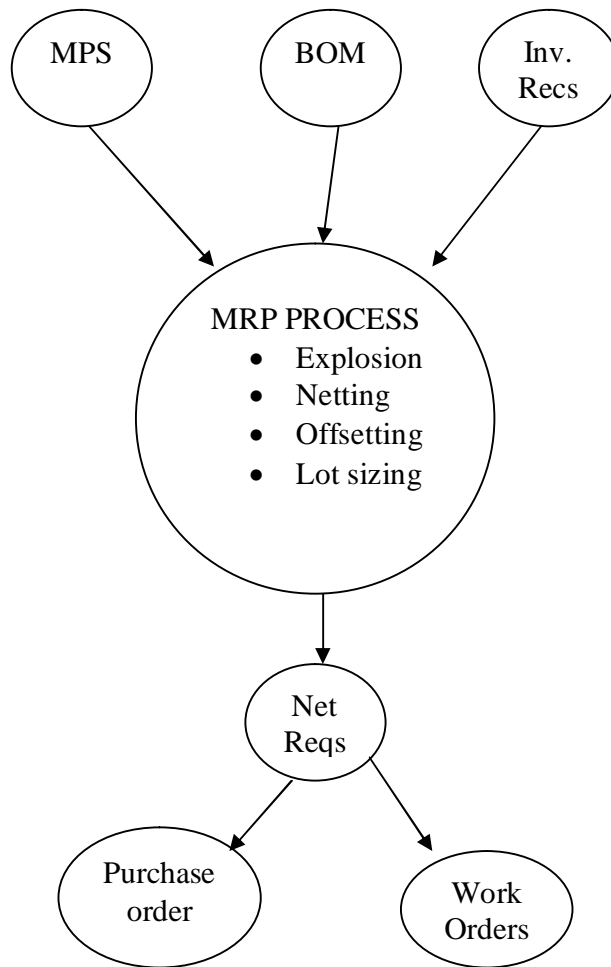 MPS
BOM
Inv.
Recs
MRP PROCESS
• Explosion
• Netting
• Offsetting
• Lot sizing
Net
Reqs
Purchase
order
Work
Orders